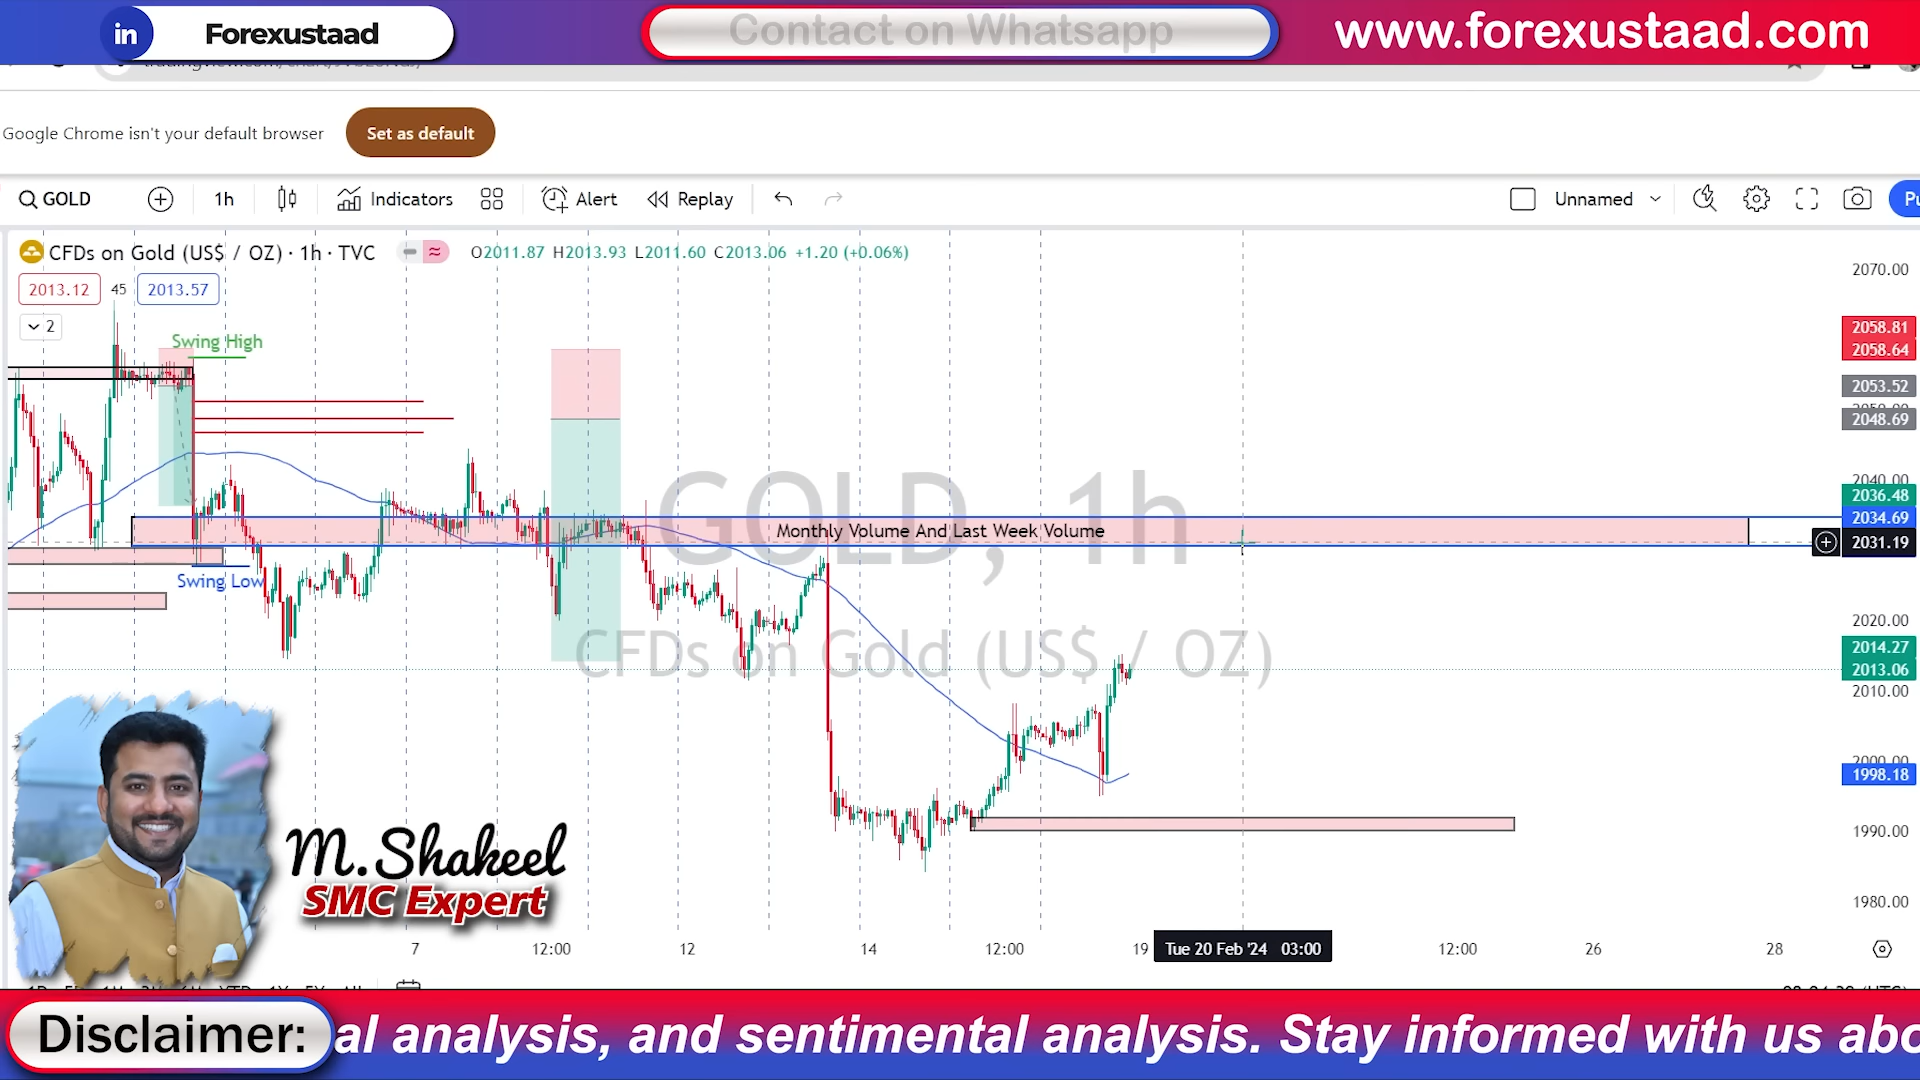 in
Forexustaad
Contact on Whatsapp
www.forexustaad.com
Google Chrome isn't your default browser
Set as default
GOLD
1h
Indicators
Alert
Replay
Unnamed
Pu
CFDs on Gold (US$ / OZ) · 1h · TVC
O2011.87 H2013.93 L2011.60 C2013.06 +1.20 (+0.06%)
2013.12 45 2013.57
2
Swing High
Swing Low
GOLD, 1h
CFDs on Gold (US$ / OZ)
Monthly Volume And Last Week Volume
2070.00
2058.81
2058.64
2053.52
2048.69
2040.00
2036.48
2034.69
2031.19
2020.00
2014.27
2013.06
2010.00
2000.00
1998.18
1990.00
1980.00
M.Shakeel
SMC Expert
7
12:00
12
14
12:00
19
Tue 20 Feb '24 03:00
12:00
26
28
Disclaimer:
al analysis, and sentimental analysis. Stay informed with us abo